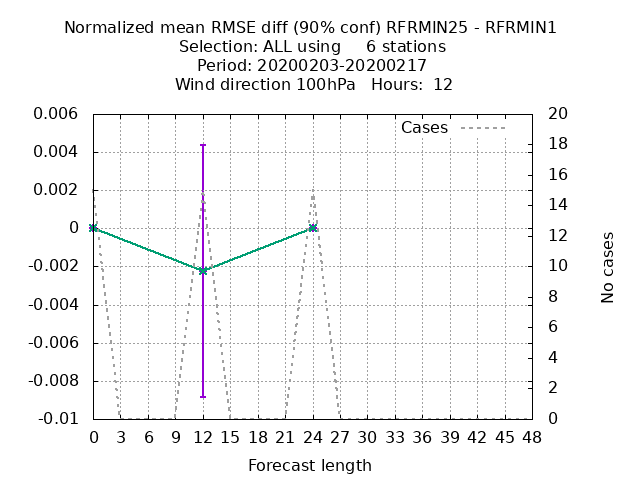 Normalized mean RMSE diff (90% conf) RFRMIN25 - RFRMIN1
Selection: ALL using     6 stations
Period: 20200203-20200217
Wind direction 100hPa   Hours:  12
Cases
0.006
0.004
0.002
0
-0.002
-0.004
-0.006
-0.008
-0.01
20
18
16
14
12
10
8
6
4
2
0
No cases
0 3 6 9 12 15 18 21 24 27 30 33 36 39 42 45 48
Forecast length